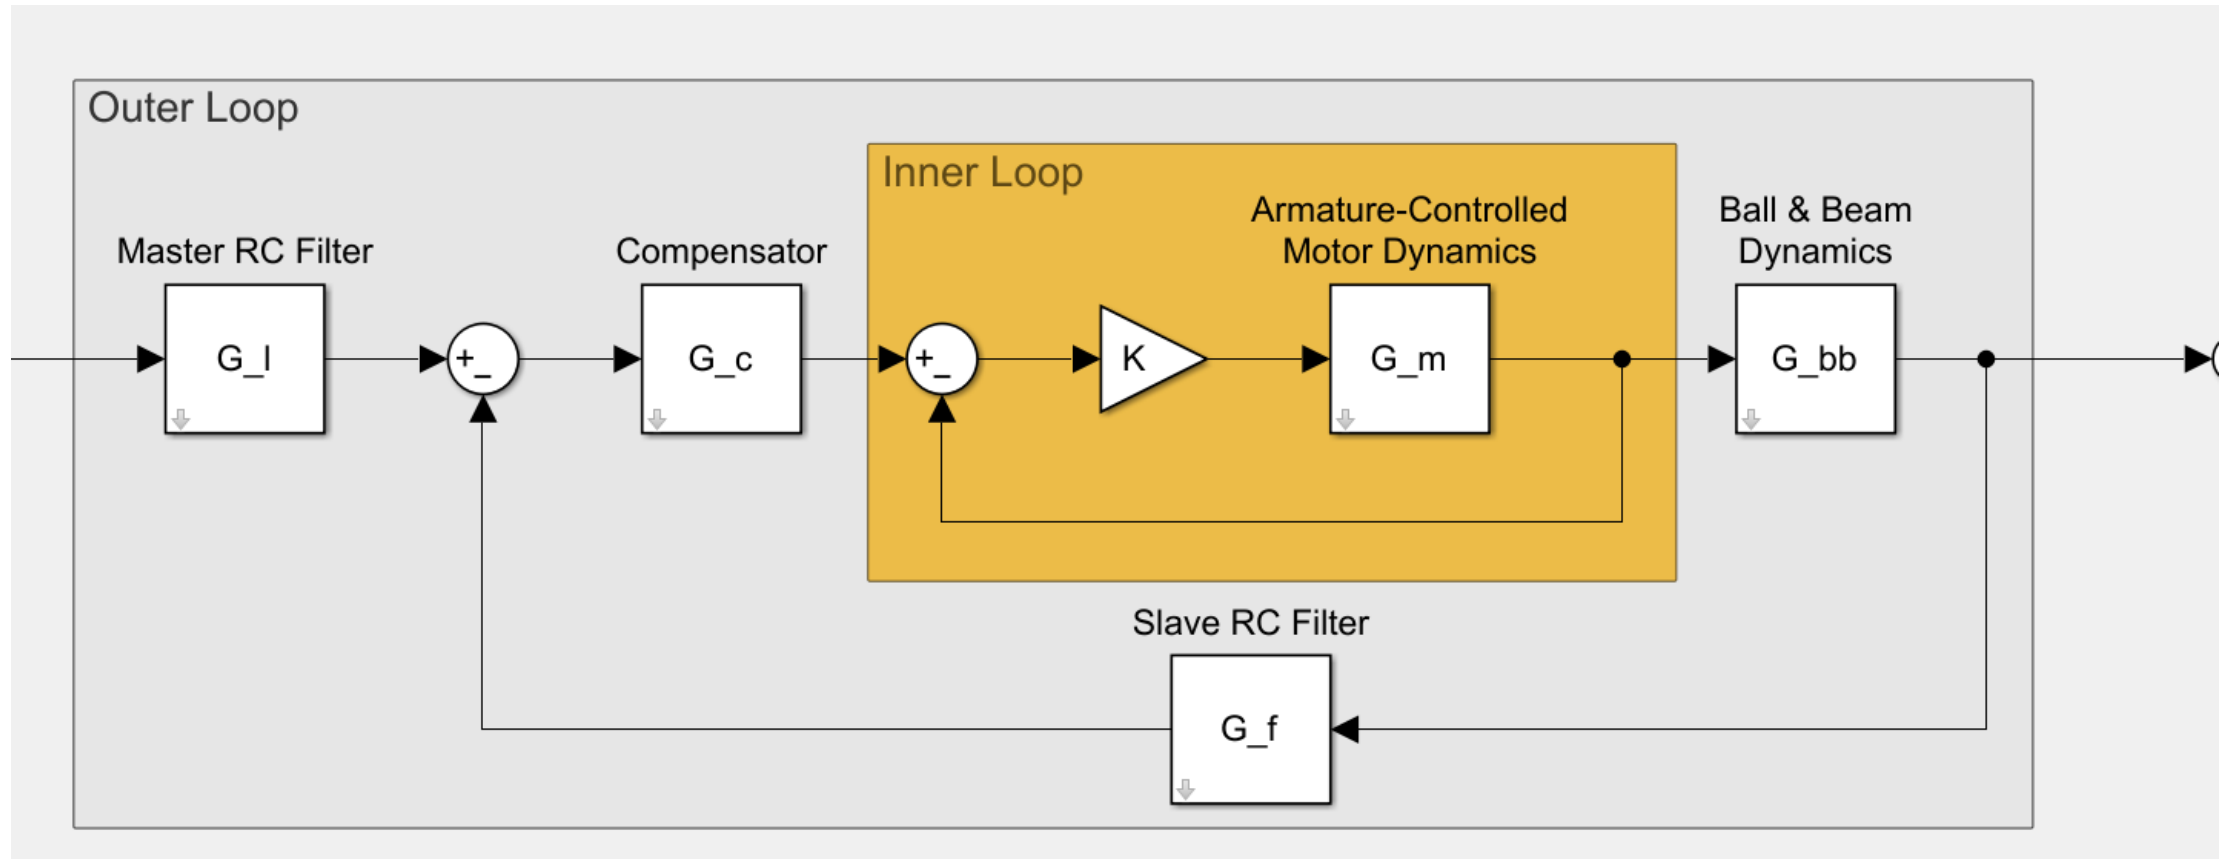 Outer Loop
Inner Loop
Armature-Controlled
Motor Dynamics
Ball & Beam
Dynamics
Master RC Filter
Compensator
G_l
+_
G_c
+_
K
G_m
G_bb
Slave RC Filter
G_f